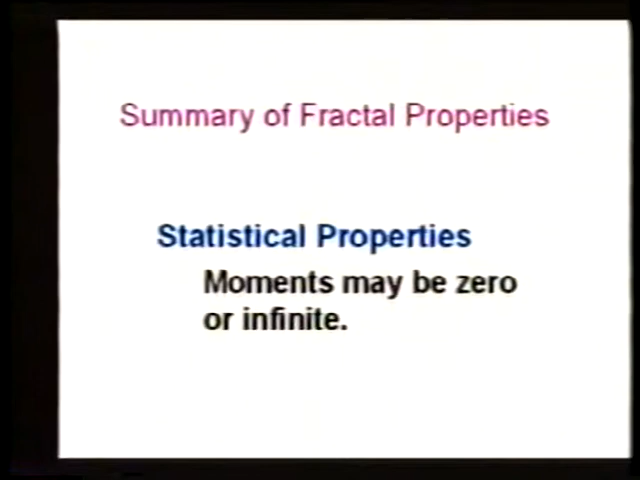 Summary of Fractal Properties
Statistical Properties
Moments may be zero
or infinite.